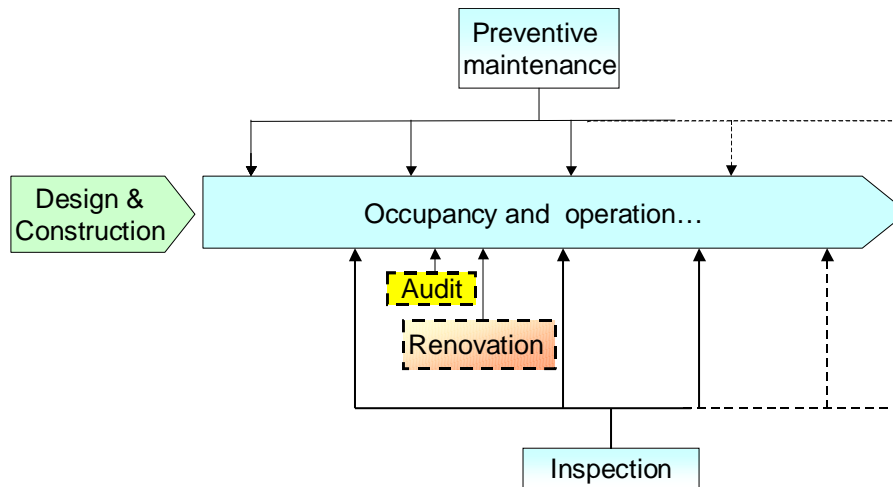 Preventive
maintenance
Design &
Construction
Occupancy and operation…
Audit
Renovation
Inspection